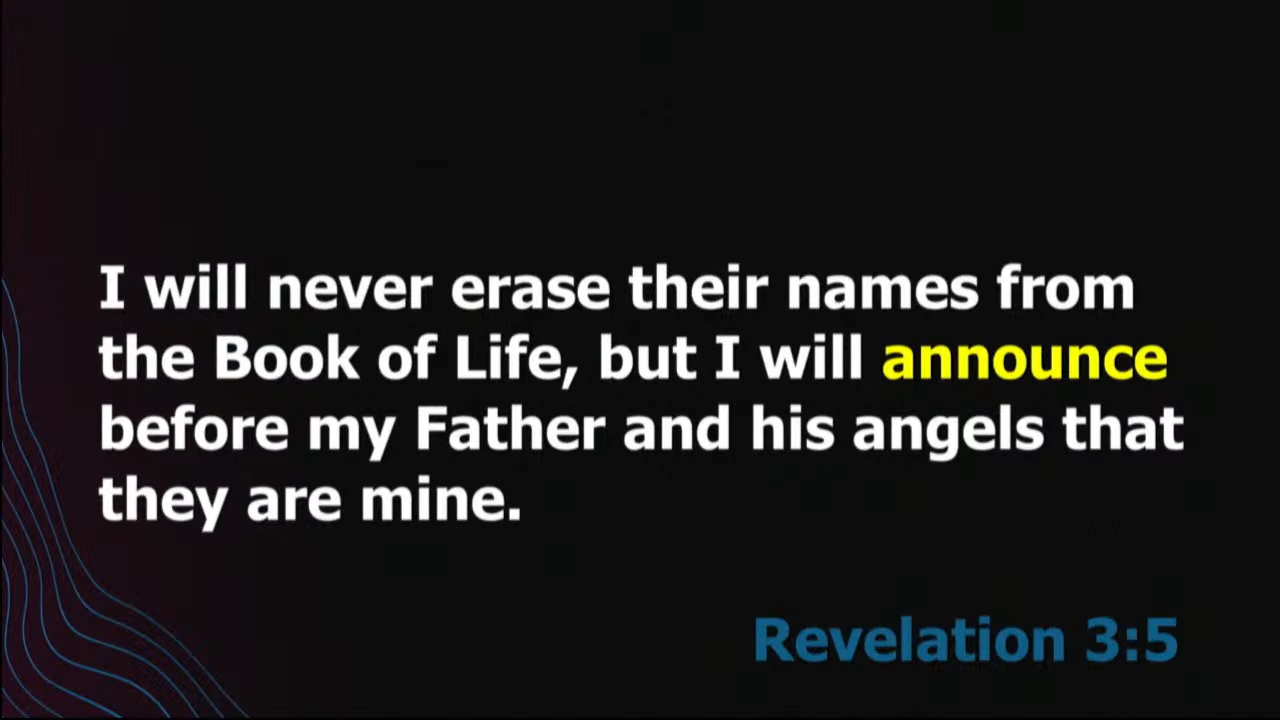 I will never erase their names from
the Book of Life, but I will announce
before my Father and his angels that
they are mine.
Revelation 3:5